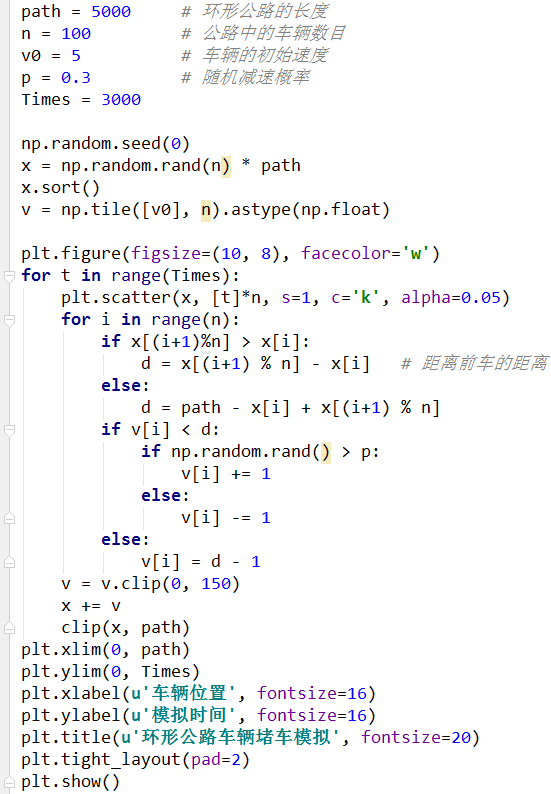 path = 5000     # 环形公路的长度
n = 100         # 公路中的车辆数目
v0 = 5          # 车辆的初始速度
p = 0.3         # 随机减速概率
Times = 3000

np.random.seed(0)
x = np.random.rand(n) * path
x.sort()
v = np.tile([v0], n).astype(np.float)

plt.figure(figsize=(10, 8), facecolor='w')
for t in range(Times):
    plt.scatter(x, [t]*n, s=1, c='k', alpha=0.05)
    for i in range(n):
        if x[(i+1)%n] > x[i]:
            d = x[(i+1) % n] - x[i]   # 距离前车的距离
        else:
            d = path - x[i] + x[(i+1) % n]
        if v[i] < d:
            if np.random.rand() > p:
                v[i] += 1
            else:
                v[i] -= 1
        else:
            v[i] = d - 1
    v = v.clip(0, 150)
    x += v
    clip(x, path)
plt.xlim(0, path)
plt.ylim(0, Times)
plt.xlabel(u'车辆位置', fontsize=16)
plt.ylabel(u'模拟时间', fontsize=16)
plt.title(u'环形公路车辆堵车模拟', fontsize=20)
plt.tight_layout(pad=2)
plt.show()